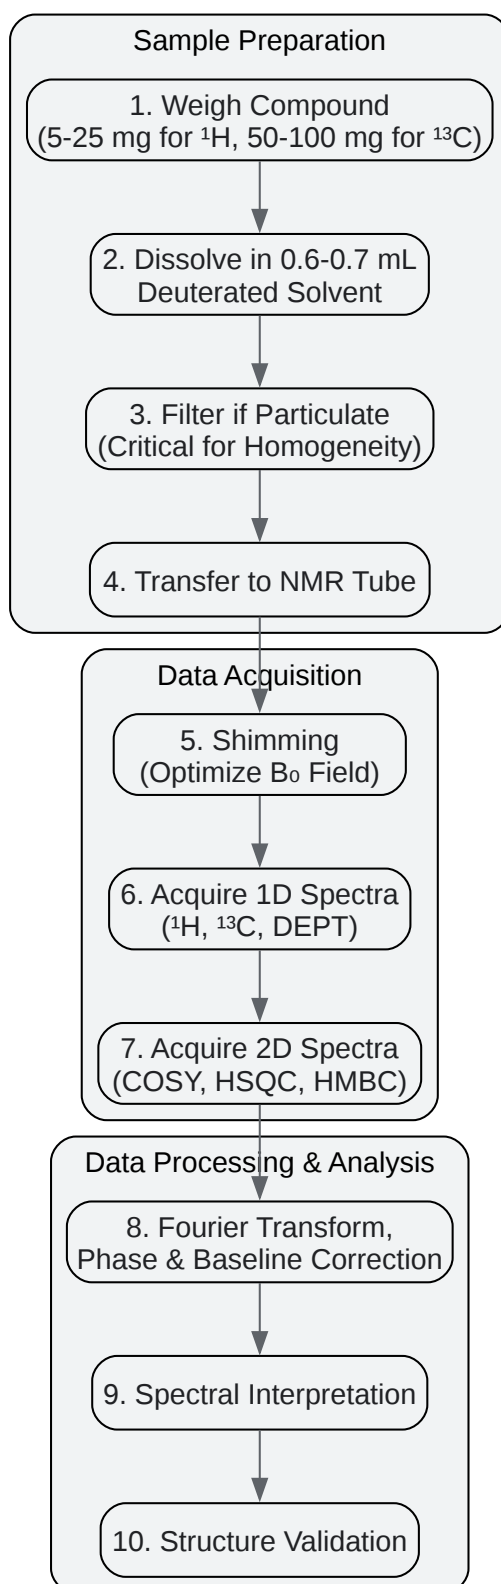 Sample Preparation
1. Weigh Compound
(5-25 mg for ¹H, 50-100 mg for ¹³C)
2. Dissolve in 0.6-0.7 mL
Deuterated Solvent
3. Filter if Particulate
(Critical for Homogeneity)
4. Transfer to NMR Tube
Data Acquisition
5. Shimming
(Optimize B₀ Field)
6. Acquire 1D Spectra
(¹H, ¹³C, DEPT)
7. Acquire 2D Spectra
(COSY, HSQC, HMBC)
Data Processing & Analysis
8. Fourier Transform,
Phase & Baseline Correction
9. Spectral Interpretation
10. Structure Validation